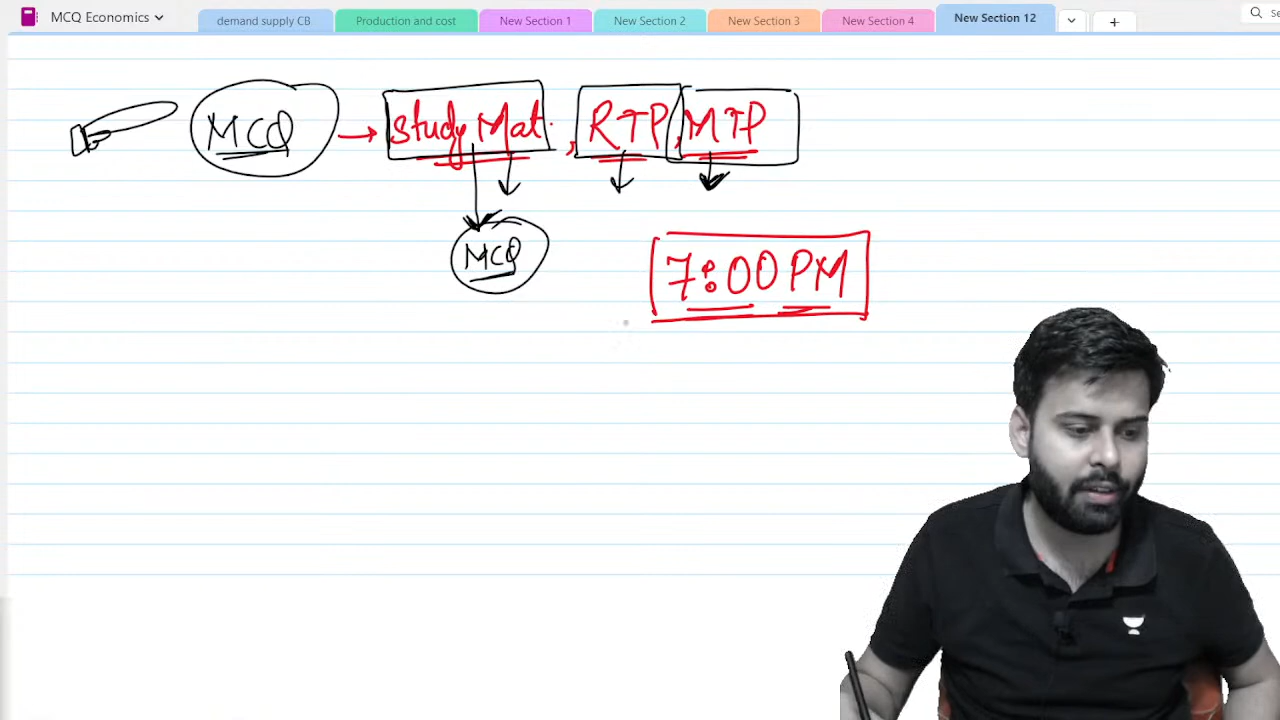 MCQ Economics demand supply CB Production and cost New Section 1 New Section 2 New Section 3 New Section 4 New Section 12 +
MCQ → Study Mat. , RTP , MTP
MCQ
7:00 PM